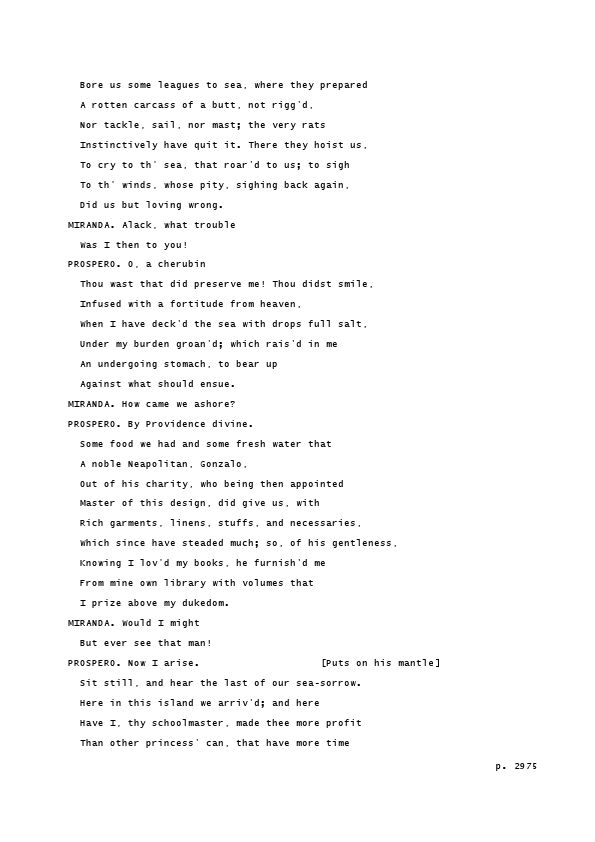 Bore us some leagues to sea, where they prepared
A rotten carcass of a butt, not rigg'd,
Nor tackle, sail, nor mast; the very rats
Instinctively have quit it. There they hoist us,
To cry to th' sea, that roar'd to us; to sigh
To th' winds, whose pity, sighing back again,
Did us but loving wrong.
MIRANDA. Alack, what trouble
Was I then to you!
PROSPERO. O, a cherubin
Thou wast that did preserve me! Thou didst smile,
Infused with a fortitude from heaven,
When I have deck'd the sea with drops full salt,
Under my burden groan'd; which rais'd in me
An undergoing stomach, to bear up
Against what should ensue.
MIRANDA. How came we ashore?
PROSPERO. By Providence divine.
Some food we had and some fresh water that
A noble Neapolitan, Gonzalo,
Out of his charity, who being then appointed
Master of this design, did give us, with
Rich garments, linens, stuffs, and necessaries,
Which since have steaded much; so, of his gentleness,
Knowing I lov'd my books, he furnish'd me
From mine own library with volumes that
I prize above my dukedom.
MIRANDA. Would I might
But ever see that man!
PROSPERO. Now I arise. [Puts on his mantle]
Sit still, and hear the last of our sea-sorrow.
Here in this island we arriv'd; and here
Have I, thy schoolmaster, made thee more profit
Than other princess' can, that have more time
p. 2975